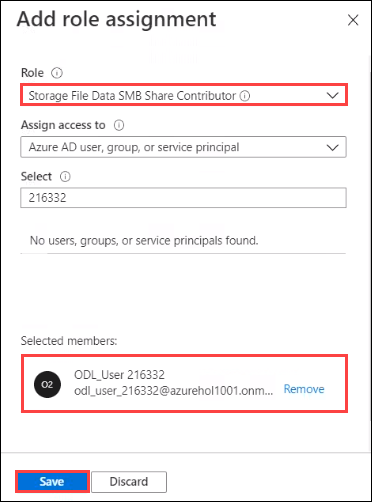 Add role assignment
Role
Storage File Data SMB Share Contributor
Assign access to
Azure AD user, group, or service principal
Select
216332
No users, groups, or service principals found.
Selected members:
O2
ODL_User 216332
odl_user_216332@azurehol1001.onm...
Remove
Save
Discard